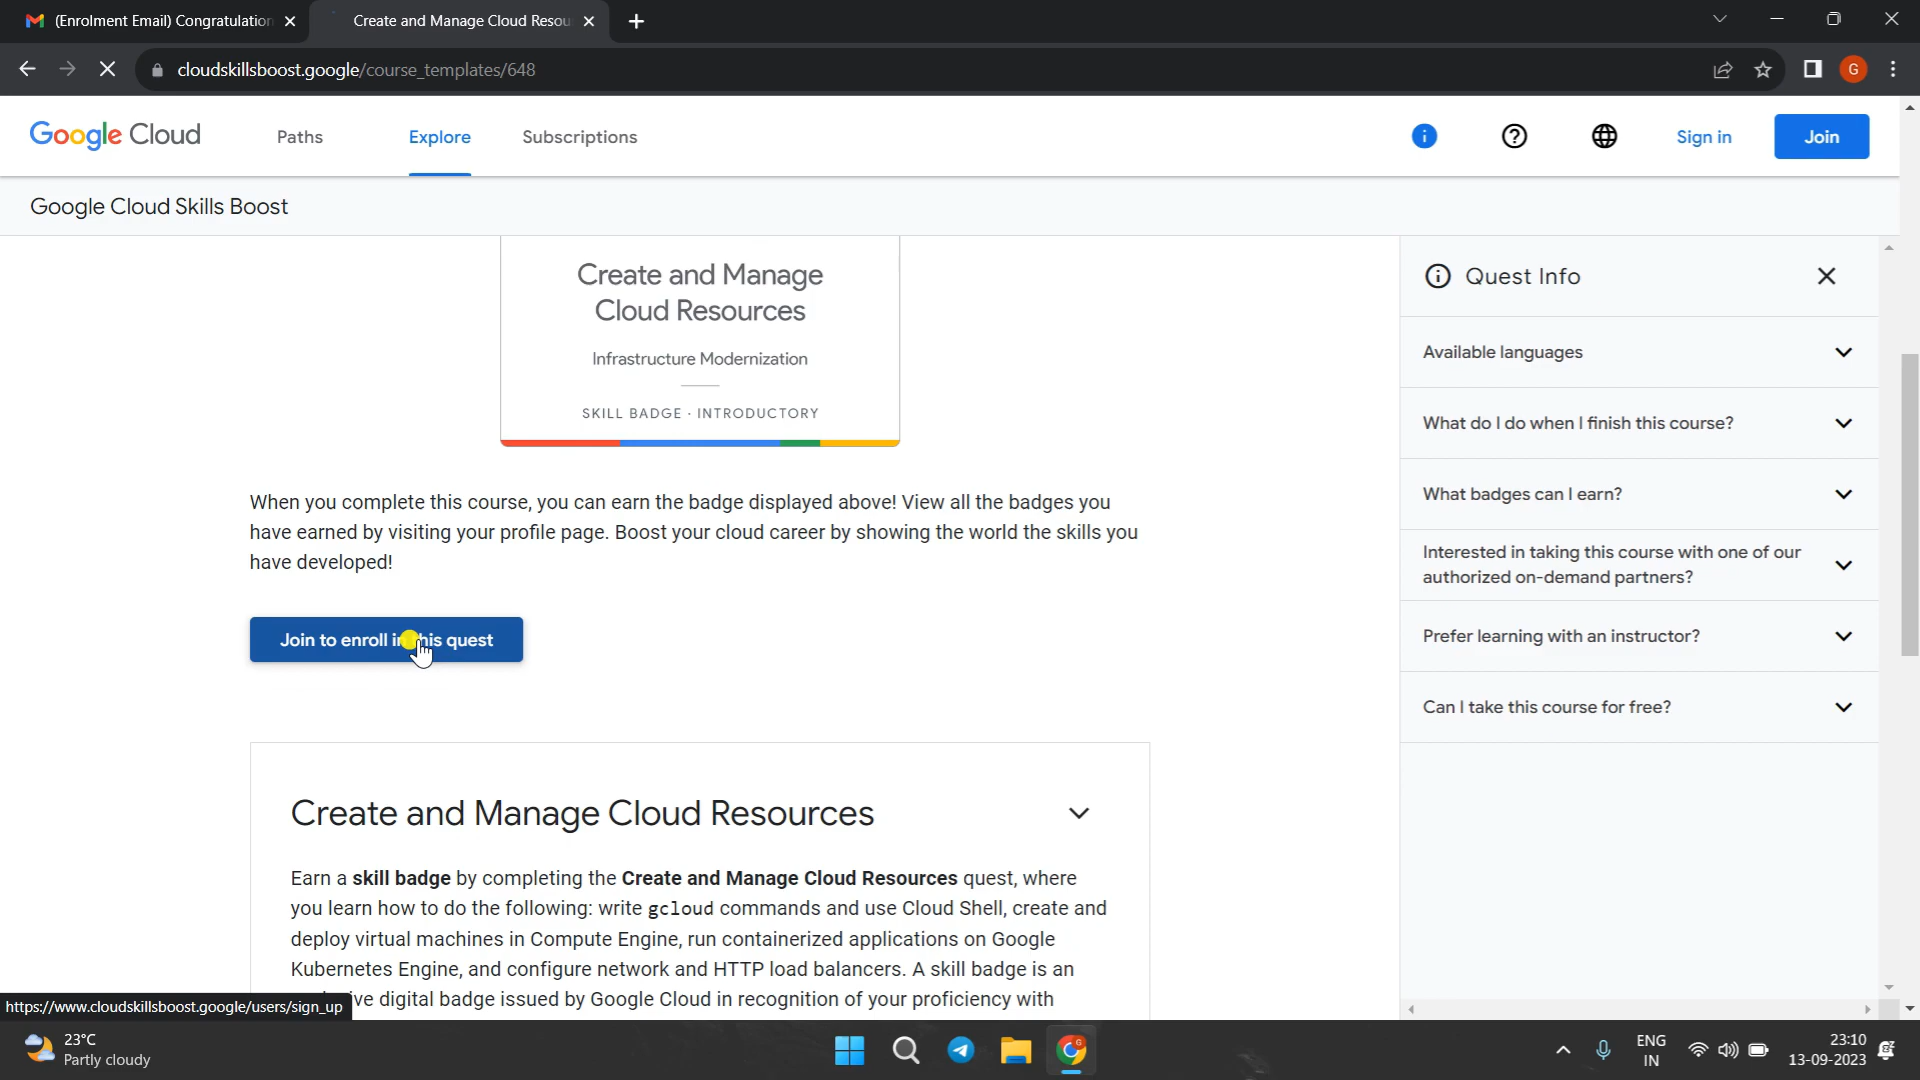 (Enrolment Email) Congratulation
Create and Manage Cloud Resou
cloudskillsboost.google/course_templates/648
G
Google Cloud
Paths
Explore
Subscriptions
Sign in
Join
Google Cloud Skills Boost
Create and Manage
Cloud Resources
Infrastructure Modernization
SKILL BADGE · INTRODUCTORY
When you complete this course, you can earn the badge displayed above! View all the badges you
have earned by visiting your profile page. Boost your cloud career by showing the world the skills you
have developed!
Join to enroll in this quest
Create and Manage Cloud Resources
Earn a skill badge by completing the Create and Manage Cloud Resources quest, where
you learn how to do the following: write gcloud commands and use Cloud Shell, create and
deploy virtual machines in Compute Engine, run containerized applications on Google
Kubernetes Engine, and configure network and HTTP load balancers. A skill badge is an
digital badge issued by Google Cloud in recognition of your proficiency with
Quest Info
Available languages
What do I do when I finish this course?
What badges can I earn?
Interested in taking this course with one of our
authorized on-demand partners?
Prefer learning with an instructor?
Can I take this course for free?
https://www.cloudskillsboost.google/users/sign_up
23°C
Partly cloudy
ENG
IN
23:10
13-09-2023